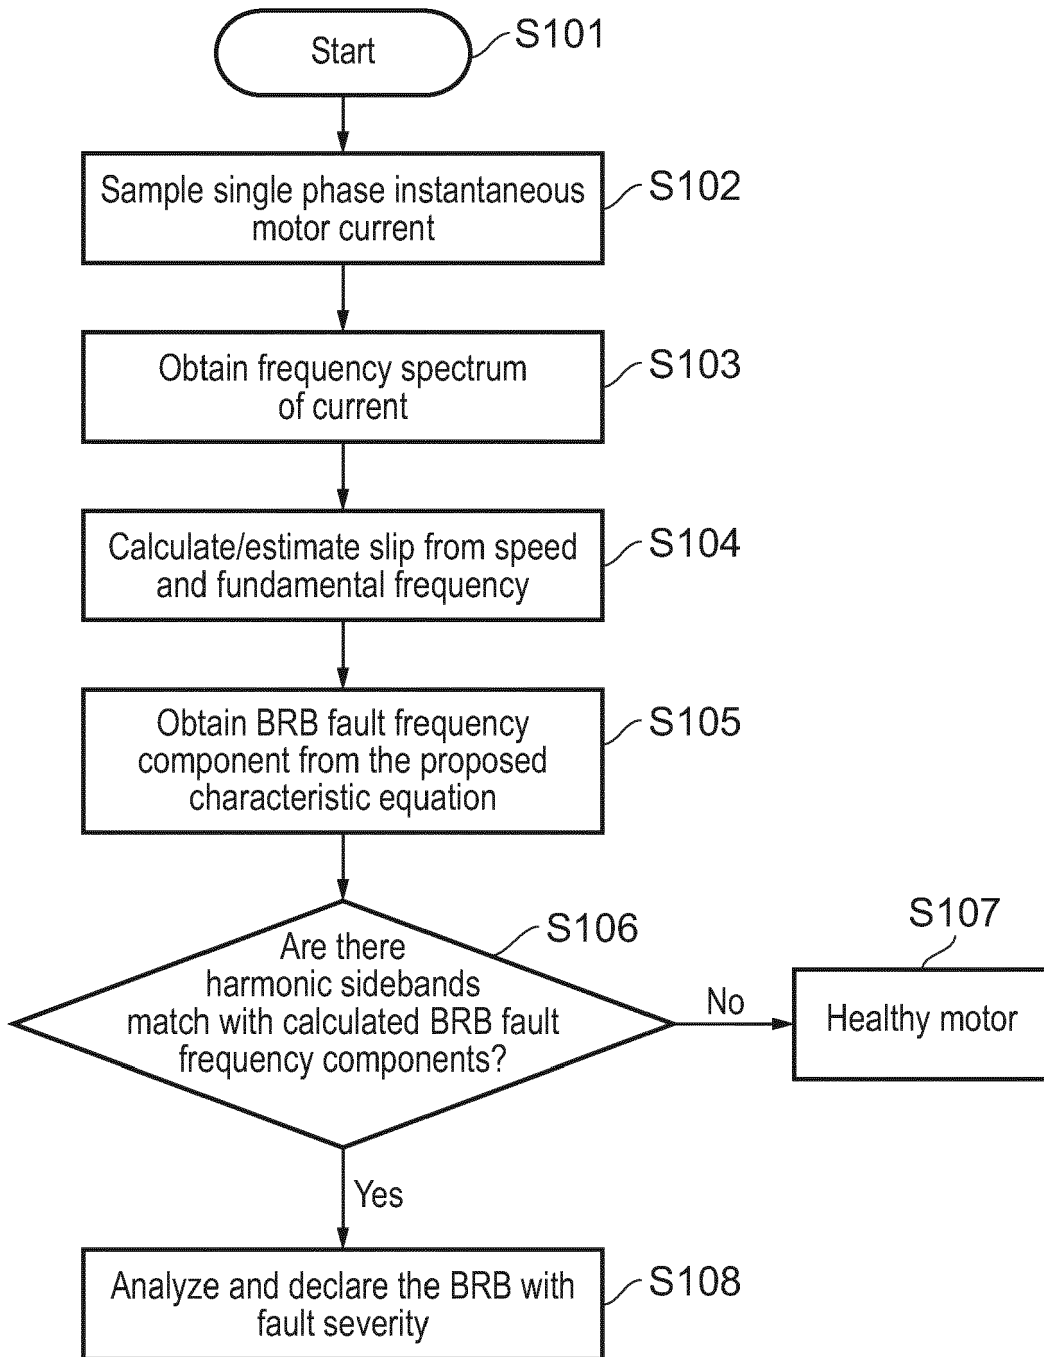 Start
S101
Sample single phase instantaneous
motor current
S102
Obtain frequency spectrum
of current
S103
Calculate/estimate slip from speed
and fundamental frequency
S104
Obtain BRB fault frequency
component from the proposed
characteristic equation
S105
Are there
harmonic sidebands
match with calculated BRB fault
frequency components?
S106
No
S107
Healthy motor
Yes
Analyze and declare the BRB with
fault severity
S108